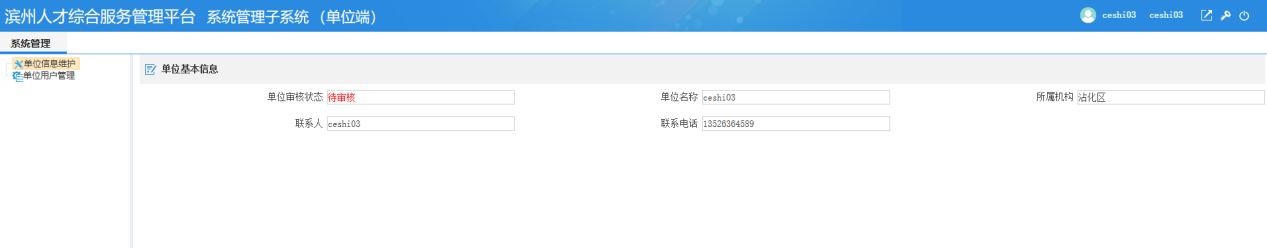 滨州人才综合服务管理平台 系统管理子系统 (单位端) ceshi03 ceshi03
系统管理
单位信息维护
单位用户管理
单位基本信息
单位审核状态 待审核 单位名称 ceshi03 所属机构 沾化区
联系人 ceshi03 联系电话 13526364589